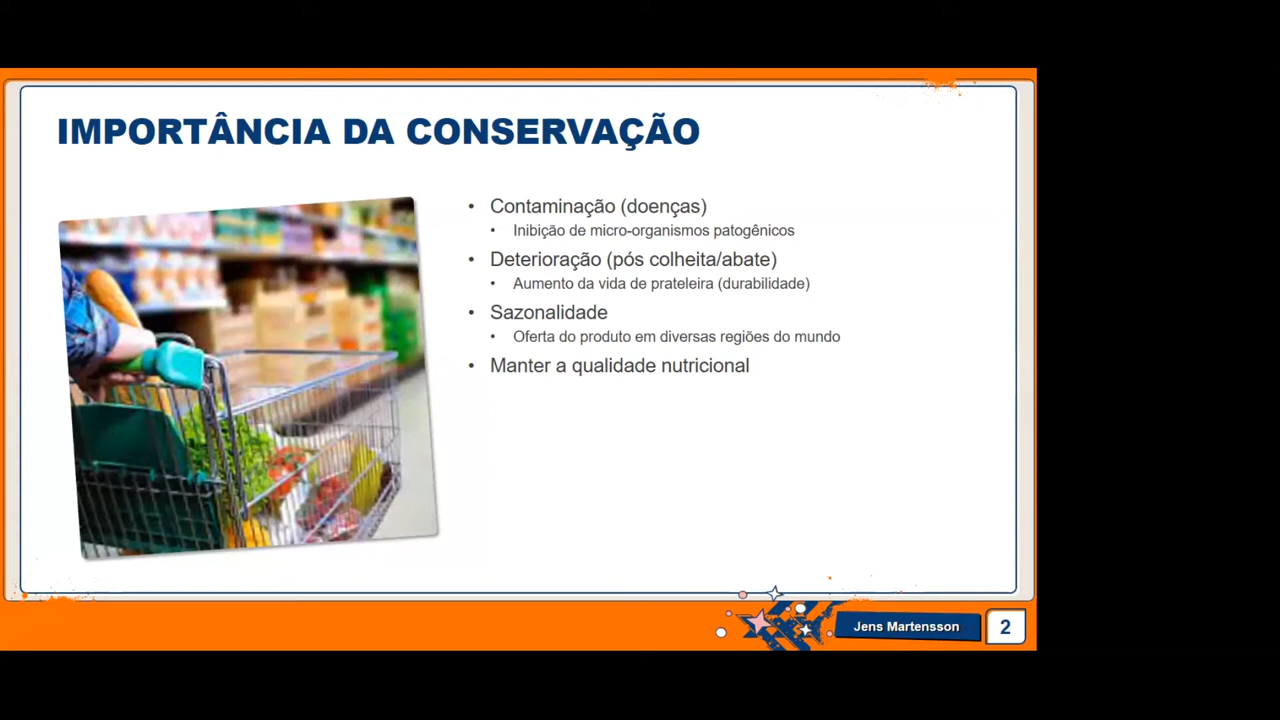 IMPORTÂNCIA DA CONSERVAÇÃO
• Contaminação (doenças)
• Inibição de micro-organismos patogênicos
• Deterioração (pós colheita/abate)
• Aumento da vida de prateleira (durabilidade)
• Sazonalidade
• Oferta do produto em diversas regiões do mundo
• Manter a qualidade nutricional
Jens Martensson
2